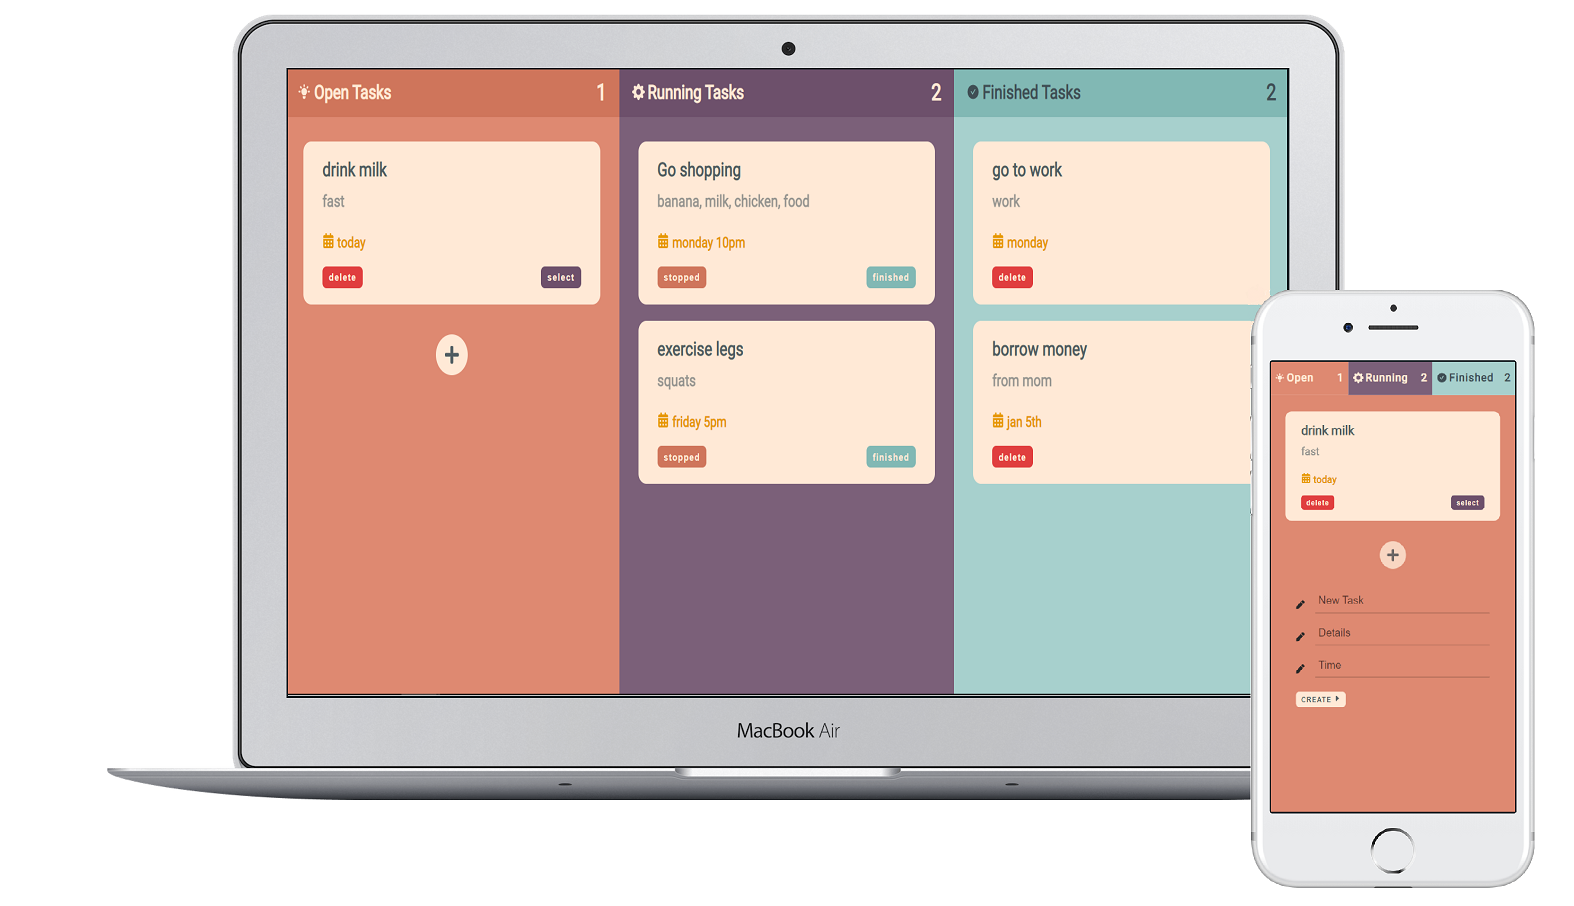 Open Tasks 1
drink milk
fast
today
delete select
Running Tasks 2
Go shopping
banana, milk, chicken, food
monday 10pm
stopped finished
exercise legs
squats
friday 5pm
stopped finished
Finished Tasks 2
go to work
work
monday
delete
borrow money
from mom
jan 5th
delete
MacBook Air
Open 1 Running 2 Finished 2
drink milk
fast
today
delete select
New Task
Details
Time
CREATE